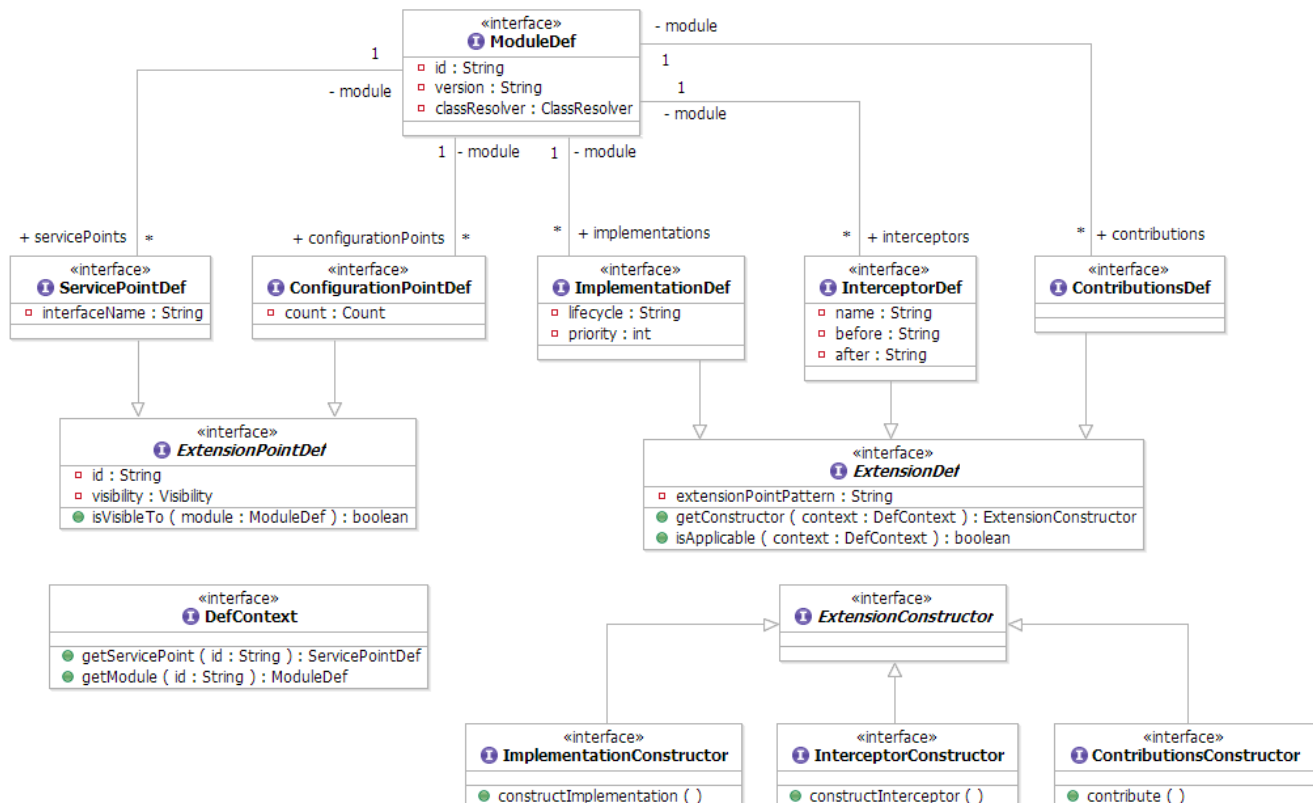 «interface»
ModuleDef
id : String
version : String
classResolver : ClassResolver
1
- module
- module
1
1
- module
1 - module
1 - module
+ servicePoints *
+ configurationPoints *
* + implementations
* + interceptors
* + contributions
«interface»
ServicePointDef
interfaceName : String
«interface»
ConfigurationPointDef
count : Count
«interface»
ImplementationDef
lifecycle : String
priority : int
«interface»
InterceptorDef
name : String
before : String
after : String
«interface»
ContributionsDef
«interface»
ExtensionPointDef
id : String
visibility : Visibility
isVisibleTo ( module : ModuleDef ) : boolean
«interface»
ExtensionDef
extensionPointPattern : String
getConstructor ( context : DefContext ) : ExtensionConstructor
isApplicable ( context : DefContext ) : boolean
«interface»
DefContext
getServicePoint ( id : String ) : ServicePointDef
getModule ( id : String ) : ModuleDef
«interface»
ExtensionConstructor
«interface»
ImplementationConstructor
constructImplementation ( )
«interface»
InterceptorConstructor
constructInterceptor ( )
«interface»
ContributionsConstructor
contribute ( )